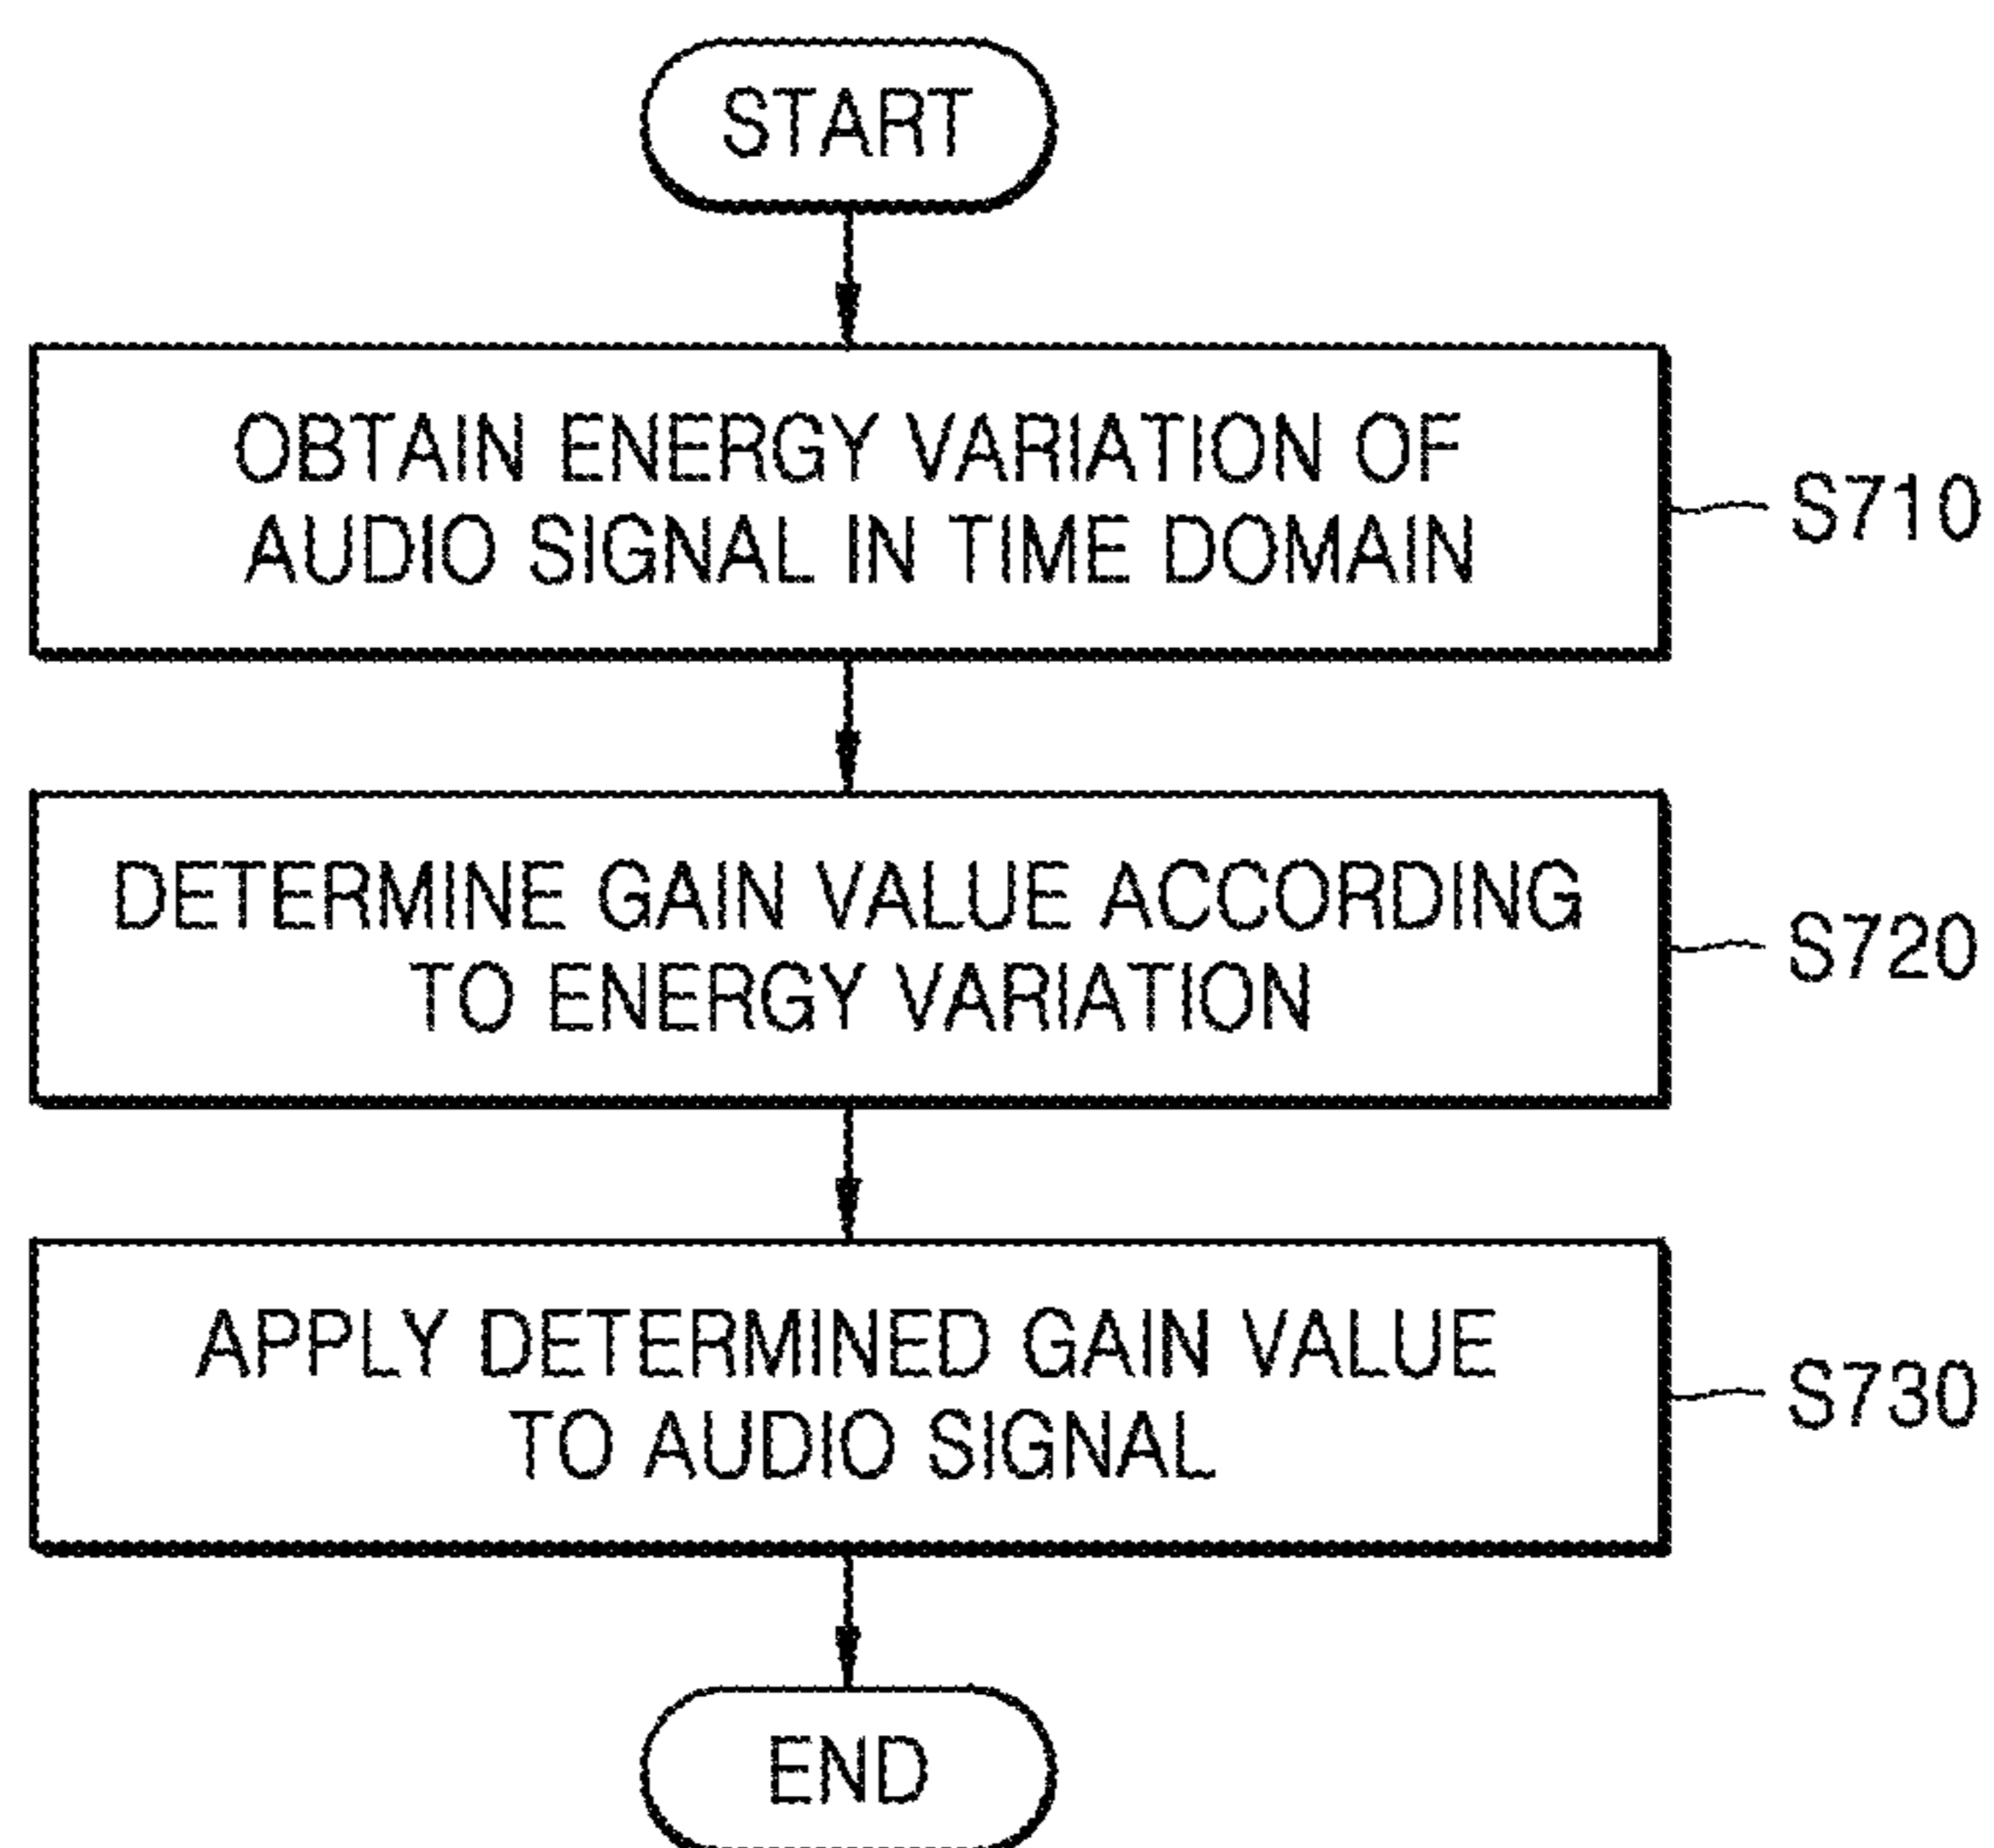 START
OBTAIN ENERGY VARIATION OF
AUDIO SIGNAL IN TIME DOMAIN
S710
DETERMINE GAIN VALUE ACCORDING
TO ENERGY VARIATION
S720
APPLY DETERMINED GAIN VALUE
TO AUDIO SIGNAL
S730
END